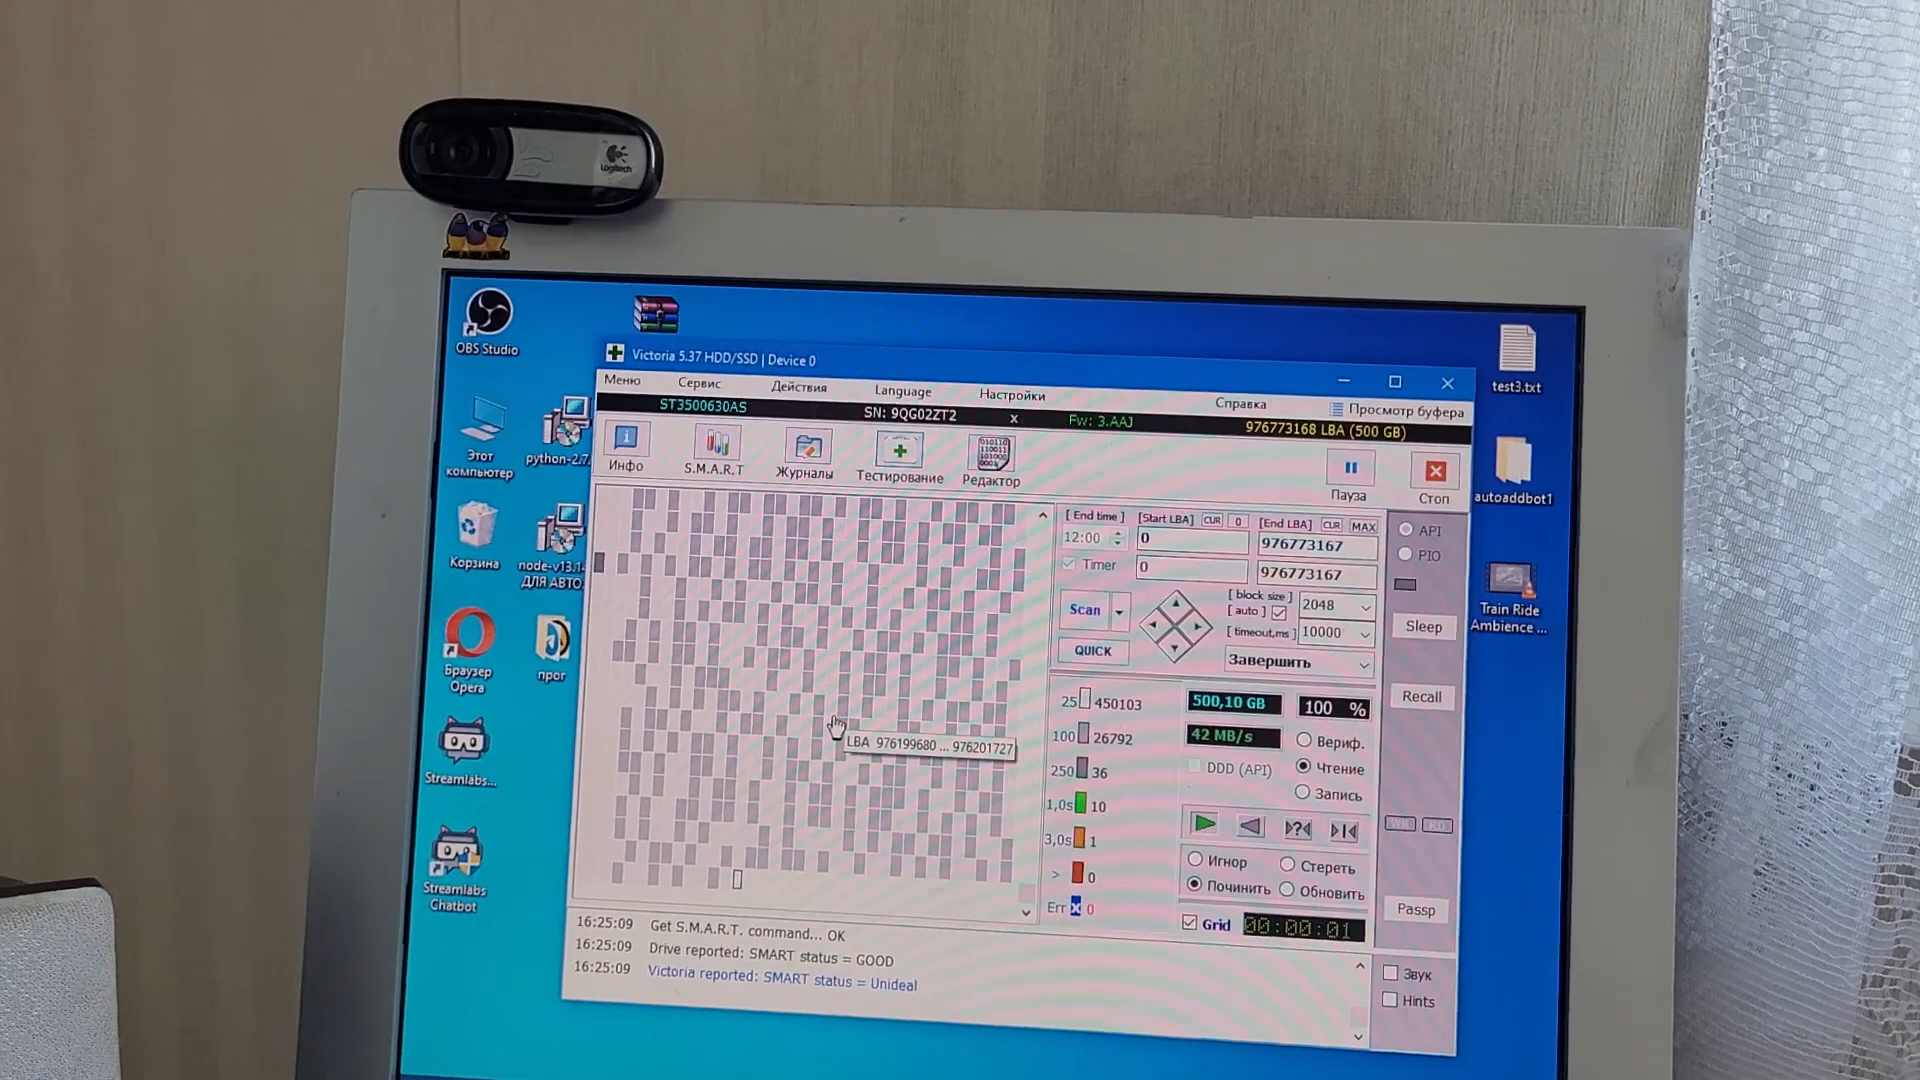 Logitech
OBS Studio
Этот
компьютер
python-2.7.
Корзина
node-v13.14
ДЛЯ АВТО.
Браузер
Opera
прог
Streamlabs...
Streamlabs
Chatbot
test3.txt
autoaddbot1
Train Ride
Ambience ...
Victoria 5.37 HDD/SSD | Device 0
Меню Сервис Действия Language Настройки Справка Просмотр буфера
ST3500630AS SN: 9QG02ZT2 x Fw: 3.AAJ 976773168 LBA (500 GB)
Инфо S.M.A.R.T Журналы Тестирование Редактор Пауза Стоп
[ End time ] [Start LBA] CUR 0 [End LBA] CUR MAX
12:00 0 976773167
Timer 0 976773167
API
PIO
Scan
[ block size ] 2048
[ auto ]
[ timeout,ms ] 10000
QUICK
Завершить
Sleep
Recall
25 450103 500,10 GB 100 %
100 26792 42 MB/s Вериф.
250 36 DDD (API) Чтение
1,0s 10 Запись
3,0s 1
> 0 Игнор Стереть
Err x 0 Починить Обновить
Grid 00:00:01
Passp
LBA 976199680 ... 976201727
16:25:09 Get S.M.A.R.T. command... OK
16:25:09 Drive reported: SMART status = GOOD
16:25:09 Victoria reported: SMART status = Unideal
Звук
Hints